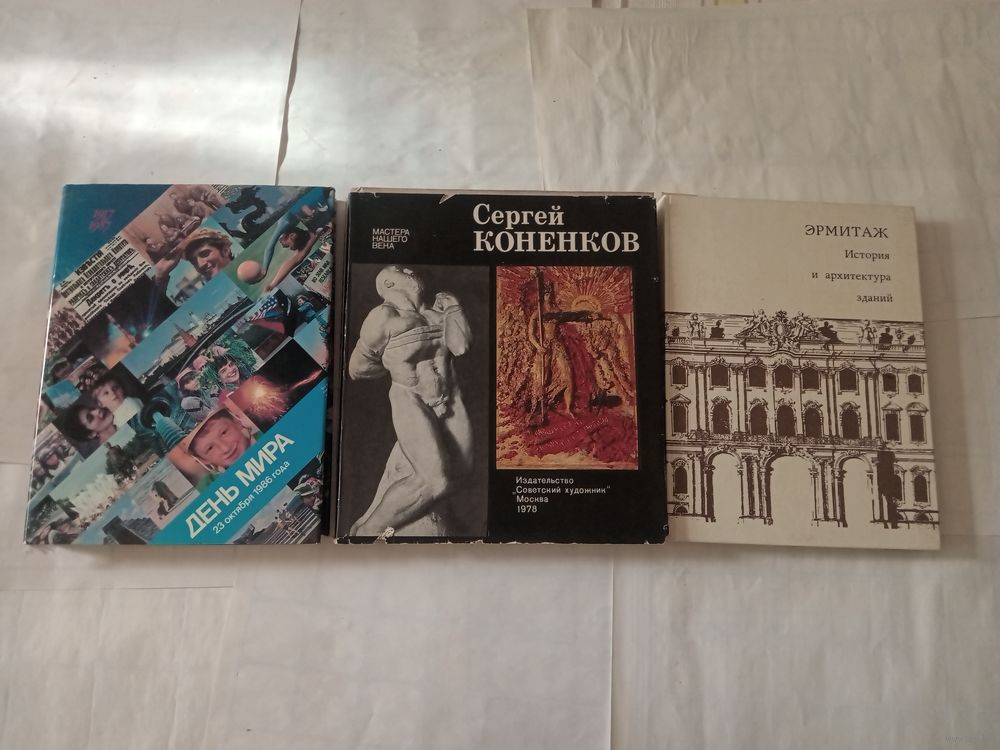 ДЕНЬ МИРА
23 октября 1986 года
МАСТЕРА
НАШЕГО
ВЕКА
Сергей
КОНЕНКОВ
Издательство
„Советский художник"
Москва
1978
ЭРМИТАЖ
История
и архитектура
зданий